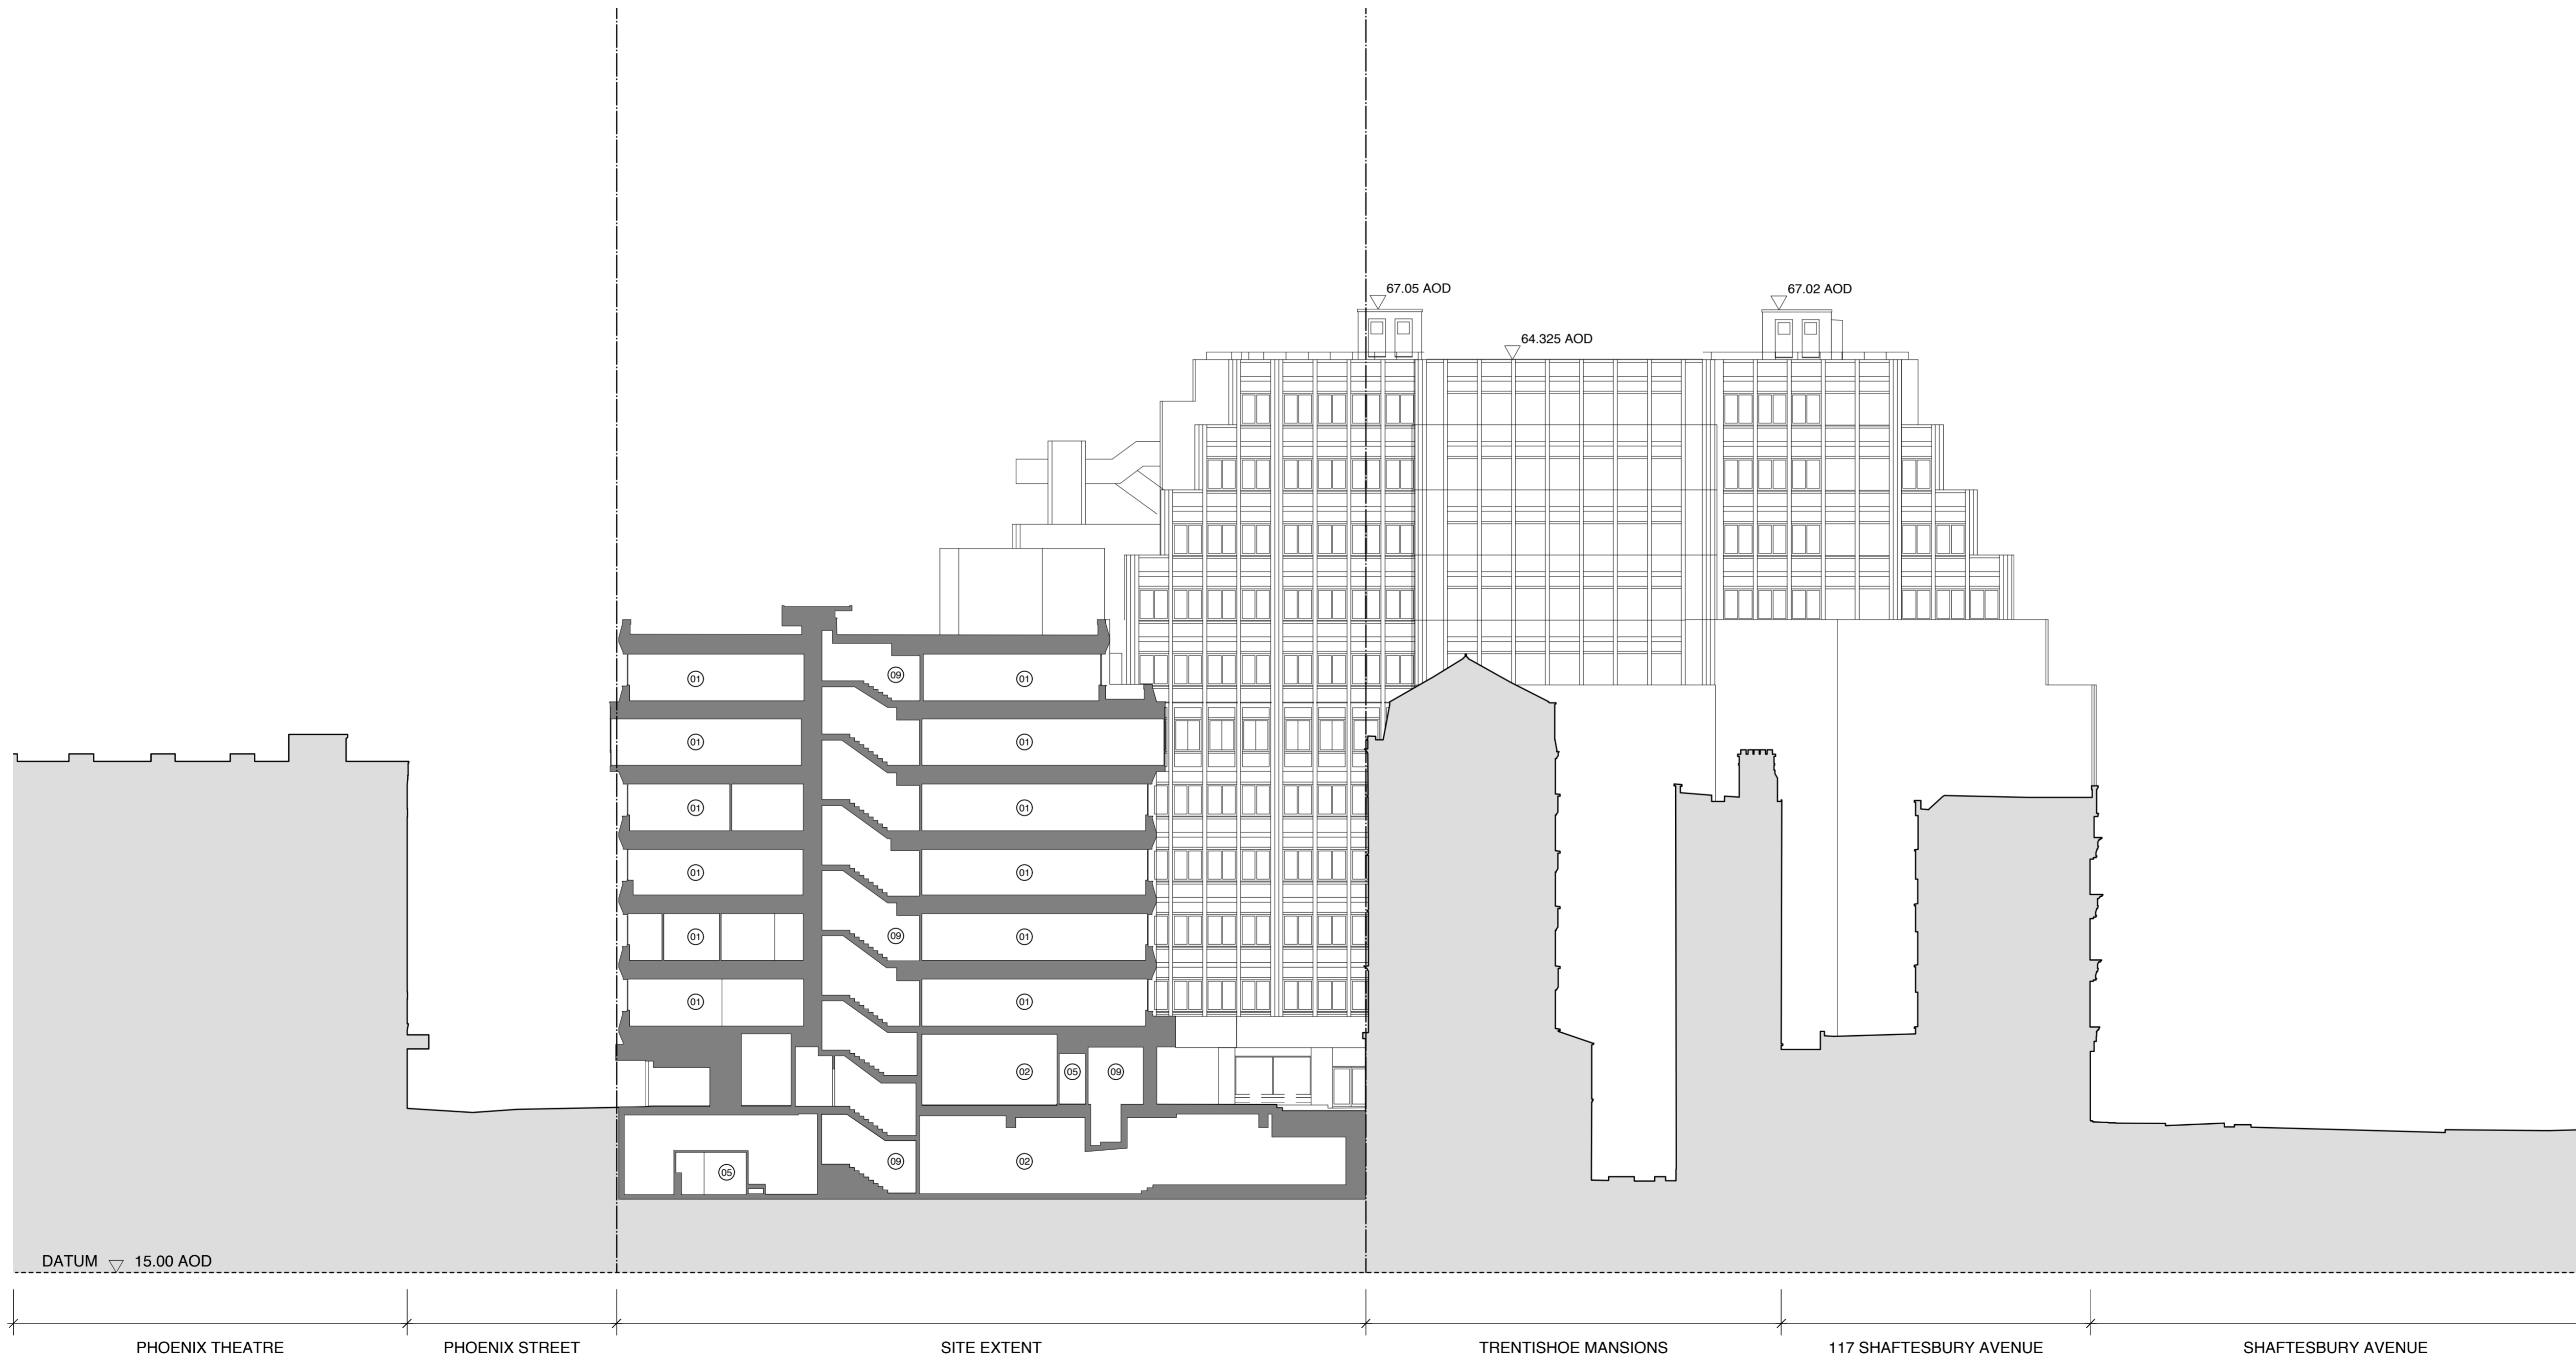 67.05 AOD
67.02 AOD
64.325 AOD
01
09
01
01
01
01
01
01
01
01
09
01
01
01
02
05
09
05
09
02
DATUM 15.00 AOD
PHOENIX THEATRE
PHOENIX STREET
SITE EXTENT
TRENTISHOE MANSIONS
117 SHAFTESBURY AVENUE
SHAFTESBURY AVENUE